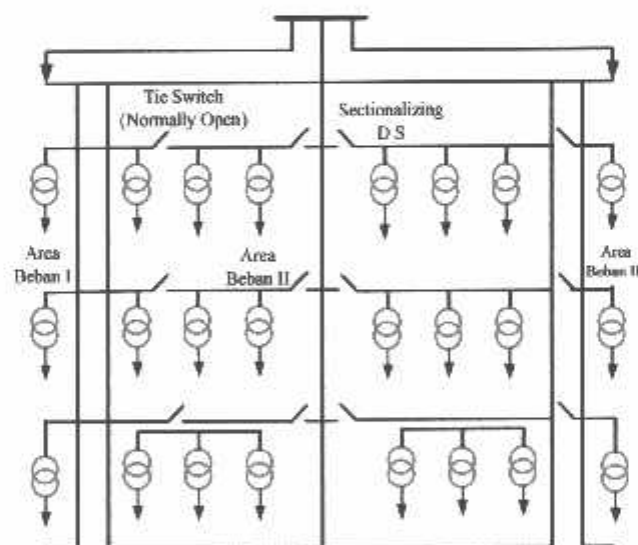 Tie Switch
(Normally Open)
Sectionalizing
D S
Area
Beban I
Area
Beban II
Area
Beban II